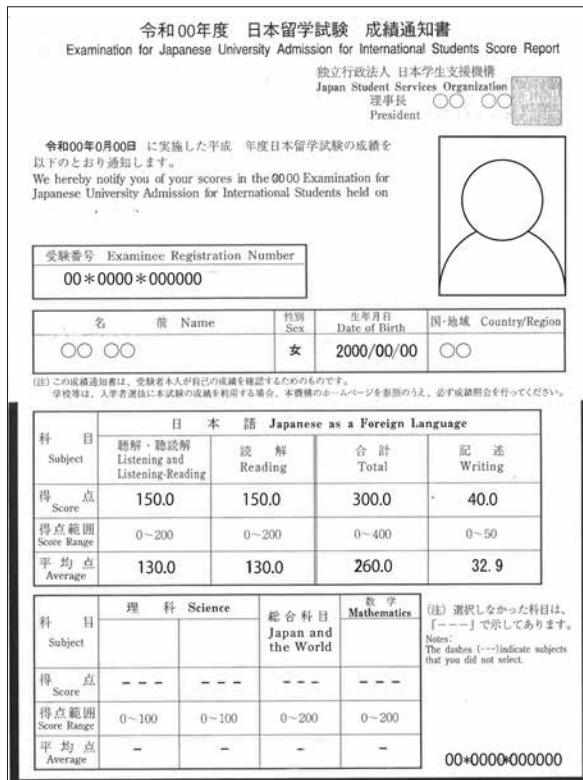 令和00年度 日本留学試験 成績通知書
Examination for Japanese University Admission for International Students Score Report
独立行政法人 日本学生支援機構
Japan Student Services Organization
理事長 ○○ ○○
President
令和00年0月00日 に実施した平成 年度日本留学試験の成績を
以下のとおり通知します。
We hereby notify you of your scores in the 0000 Examination for
Japanese University Admission for International Students held on
受験番号 Examinee Registration Number
00*0000*000000
名 前 Name
性別 Sex
生年月日 Date of Birth
国・地域 Country/Region
○○ ○○ 女 2000/00/00 ○○
(注) この成績通知書は、受験者本人が自己の成績を確認するためのものです。
学校等は、入学者選抜に本試験の成績を利用する場合、本機構のホームページを参照のうえ、必ず成績照会を行ってください。
科 目 Subject
日 本 語 Japanese as a Foreign Language
聴解・聴読解
Listening and
Listening-Reading
読 解
Reading
合 計
Total
記 述
Writing
得 点 Score 150.0 150.0 300.0 40.0
得点範囲 Score Range 0~200 0~200 0~400 0~50
平 均 点 Average 130.0 130.0 260.0 32.9
科 目 Subject
理 科 Science
総合科目
Japan and
the World
数 学
Mathematics
得 点 Score --- --- --- ---
得点範囲 Score Range 0~100 0~100 0~200 0~200
平 均 点 Average - - - -
(注) 選択しなかった科目は、
「---」で示してあります。
Notes:
The dashes (---)indicate subjects
that you did not select.
00*0000*000000